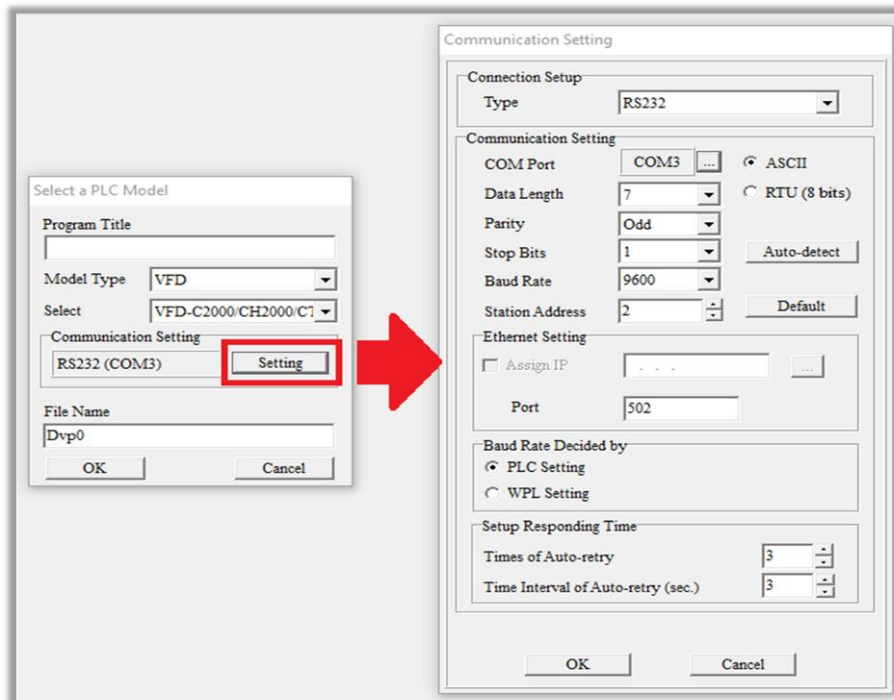 Select a PLC Model
Program Title
Model Type VFD
Select VFD-C2000/CH2000/CT
Communication Setting
RS232 (COM3) Setting
File Name
Dvp0
OK Cancel
Communication Setting
Connection Setup
Type RS232
Communication Setting
COM Port COM3 ... ASCII
Data Length 7 RTU (8 bits)
Parity Odd
Stop Bits 1 Auto-detect
Baud Rate 9600
Station Address 2 Default
Ethernet Setting
Assign IP . . . ...
Port 502
Baud Rate Decided by
PLC Setting
WPL Setting
Setup Responding Time
Times of Auto-retry 3
Time Interval of Auto-retry (sec.) 3
OK Cancel